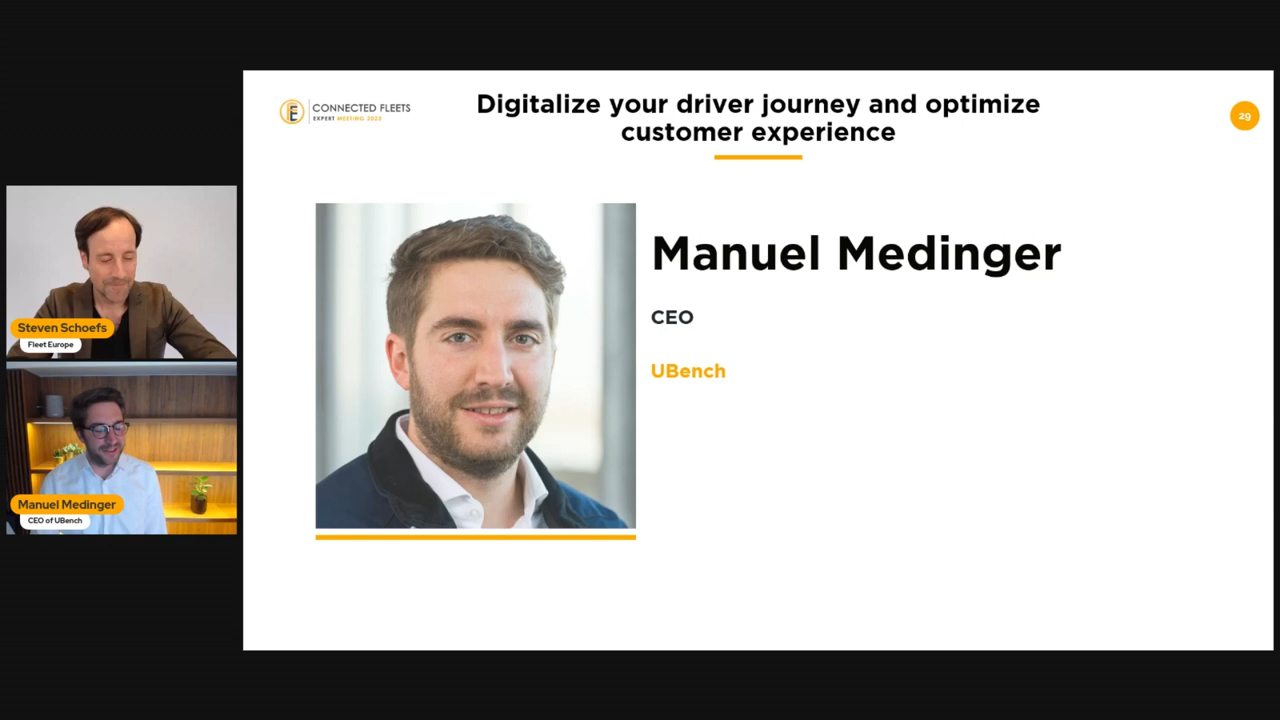 CONNECTED FLEETS
EXPERT MEETING 2023
Digitalize your driver journey and optimize
customer experience
29
Manuel Medinger
CEO
UBench
Steven Schoefs
Fleet Europe
Manuel Medinger
CEO of UBench